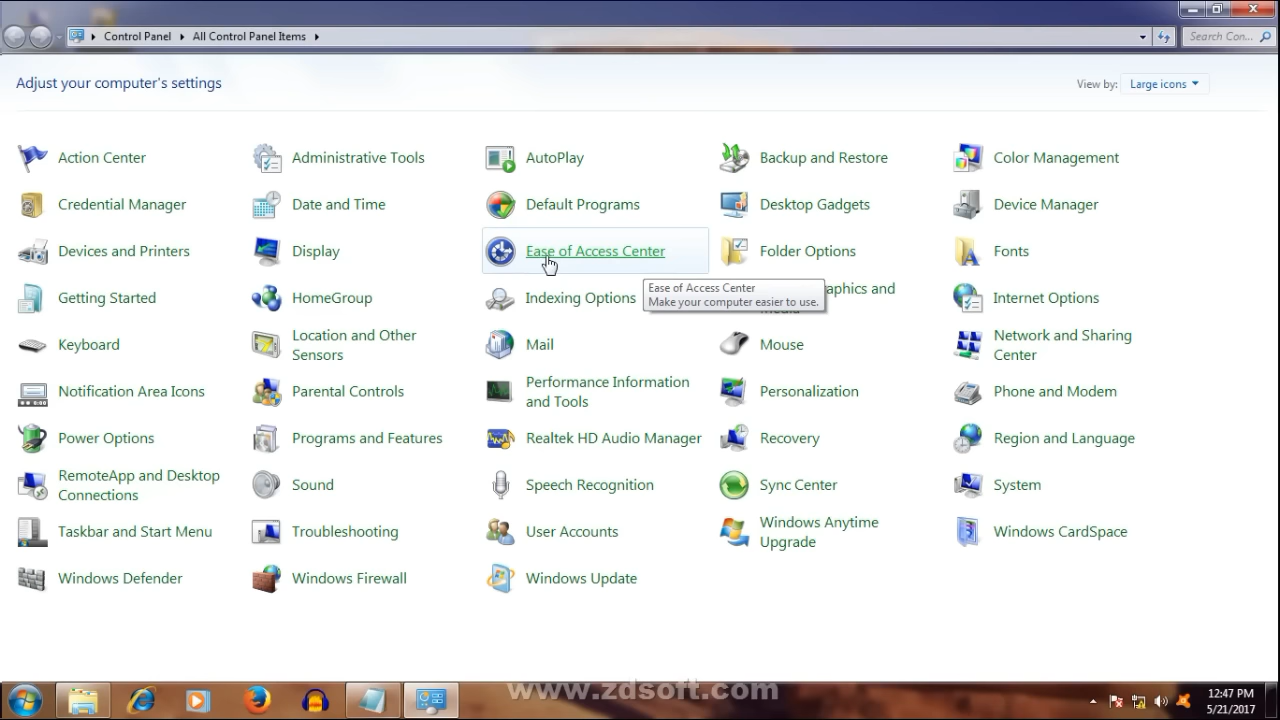 Control Panel All Control Panel Items
Search Con...
Adjust your computer's settings
View by: Large icons
Action Center
Administrative Tools
AutoPlay
Backup and Restore
Color Management
Credential Manager
Date and Time
Default Programs
Desktop Gadgets
Device Manager
Devices and Printers
Display
Ease of Access Center
Folder Options
Fonts
Ease of Access Center
Make your computer easier to use.
Getting Started
HomeGroup
Indexing Options
aphics and
Internet Options
Keyboard
Location and Other
Sensors
Mail
Mouse
Network and Sharing
Center
Notification Area Icons
Parental Controls
Performance Information
and Tools
Personalization
Phone and Modem
Power Options
Programs and Features
Realtek HD Audio Manager
Recovery
Region and Language
RemoteApp and Desktop
Connections
Sound
Speech Recognition
Sync Center
System
Taskbar and Start Menu
Troubleshooting
User Accounts
Windows Anytime
Upgrade
Windows CardSpace
Windows Defender
Windows Firewall
Windows Update
www.zdsoft.com
12:47 PM
5/21/2017